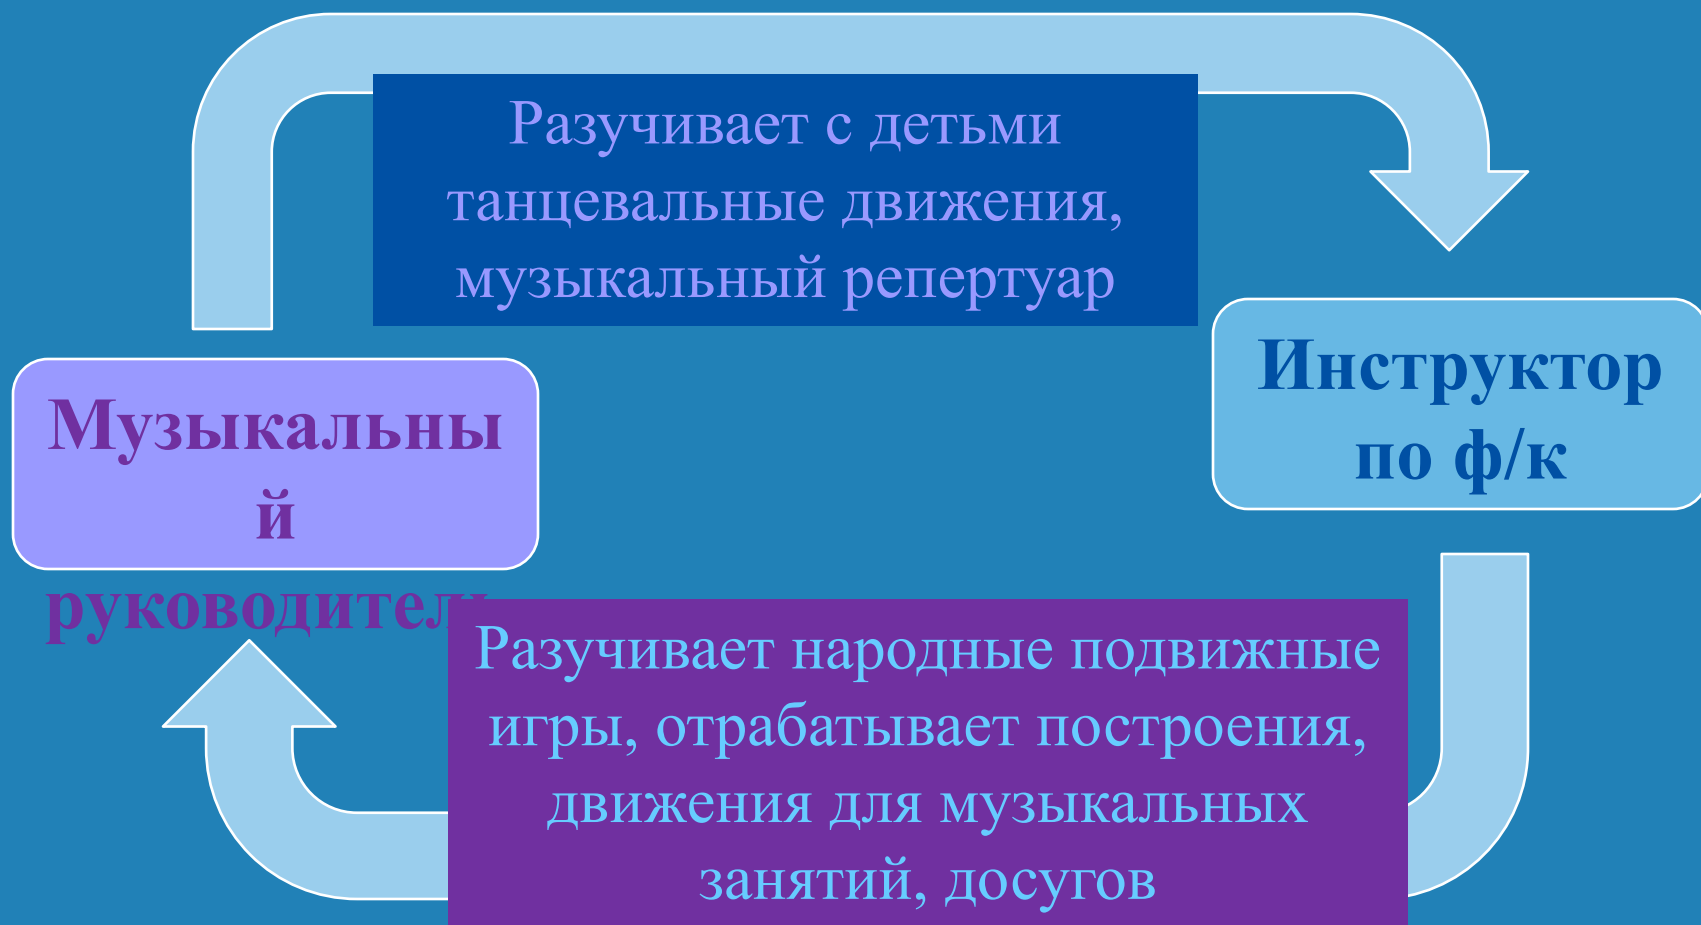 Разучивает с детьми
танцевальные движения,
музыкальный репертуар
Инструктор
по ф/к
Музыкальны
й
руководитель
Разучивает народные подвижные
игры, отрабатывает построения,
движения для музыкальных
занятий, досугов